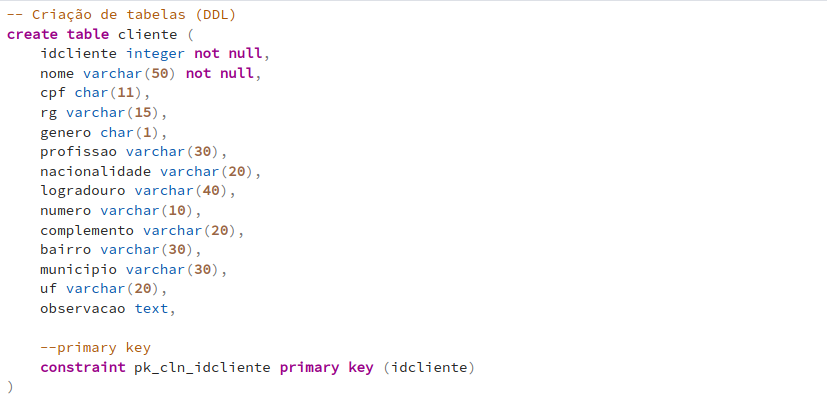 -- Criação de tabelas (DDL)
create table cliente (
    idcliente integer not null,
    nome varchar(50) not null,
    cpf char(11),
    rg varchar(15),
    genero char(1),
    profissao varchar(30),
    nacionalidade varchar(20),
    logradouro varchar(40),
    numero varchar(10),
    complemento varchar(20),
    bairro varchar(30),
    municipio varchar(30),
    uf varchar(20),
    observacao text,

    --primary key
    constraint pk_cln_idcliente primary key (idcliente)
)